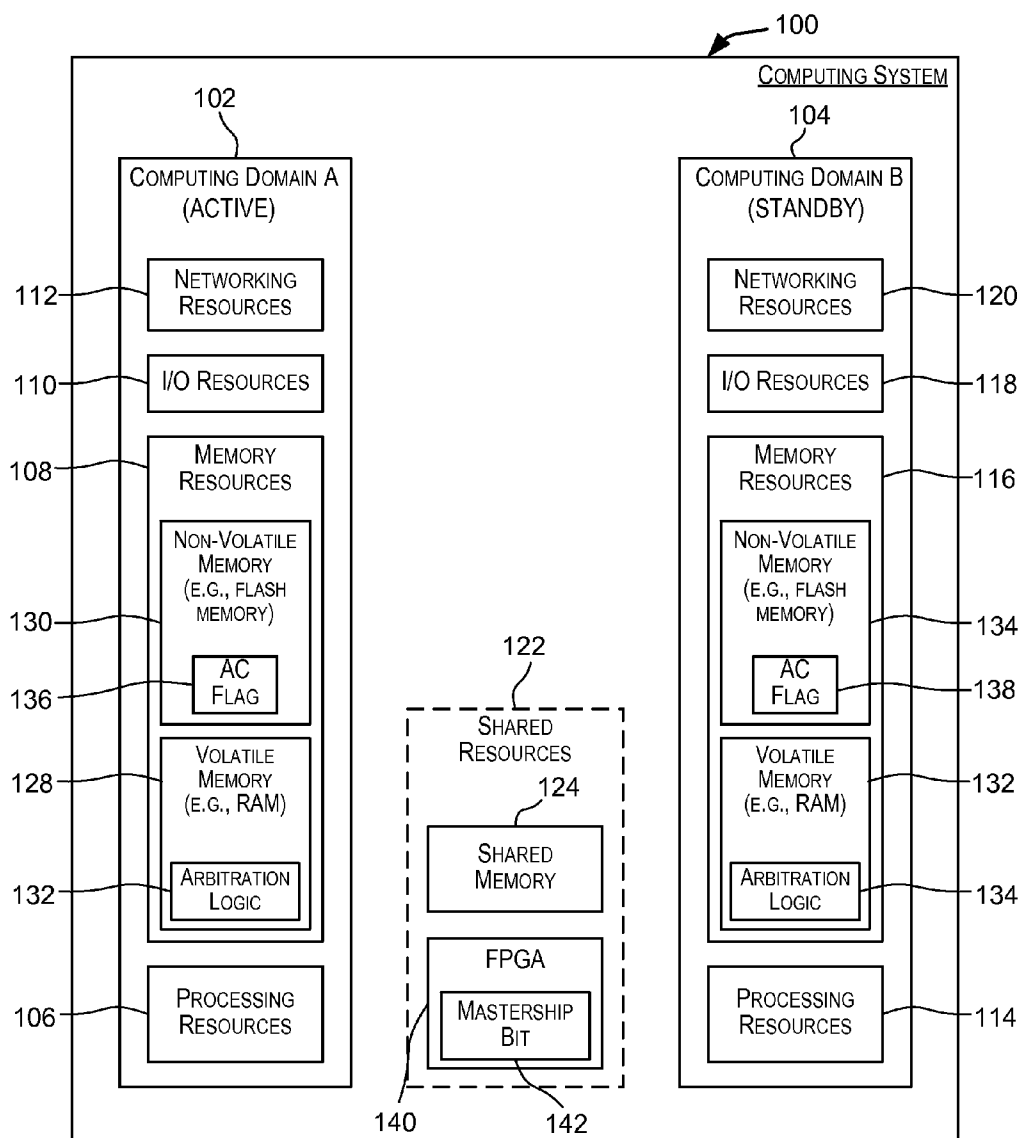 100
COMPUTING SYSTEM
102
COMPUTING DOMAIN A
(ACTIVE)
112
NETWORKING
RESOURCES
110
I/O RESOURCES
108
MEMORY
RESOURCES
130
NON-VOLATILE
MEMORY
(E.G., FLASH
MEMORY)
136
AC
FLAG
128
VOLATILE
MEMORY
(E.G., RAM)
132
ARBITRATION
LOGIC
106
PROCESSING
RESOURCES
122
SHARED
RESOURCES
124
SHARED
MEMORY
FPGA
MASTERSHIP
BIT
140
142
104
COMPUTING DOMAIN B
(STANDBY)
NETWORKING
RESOURCES
120
I/O RESOURCES
118
MEMORY
RESOURCES
116
NON-VOLATILE
MEMORY
(E.G., FLASH
MEMORY)
134
AC
FLAG
138
VOLATILE
MEMORY
(E.G., RAM)
132
ARBITRATION
LOGIC
134
PROCESSING
RESOURCES
114